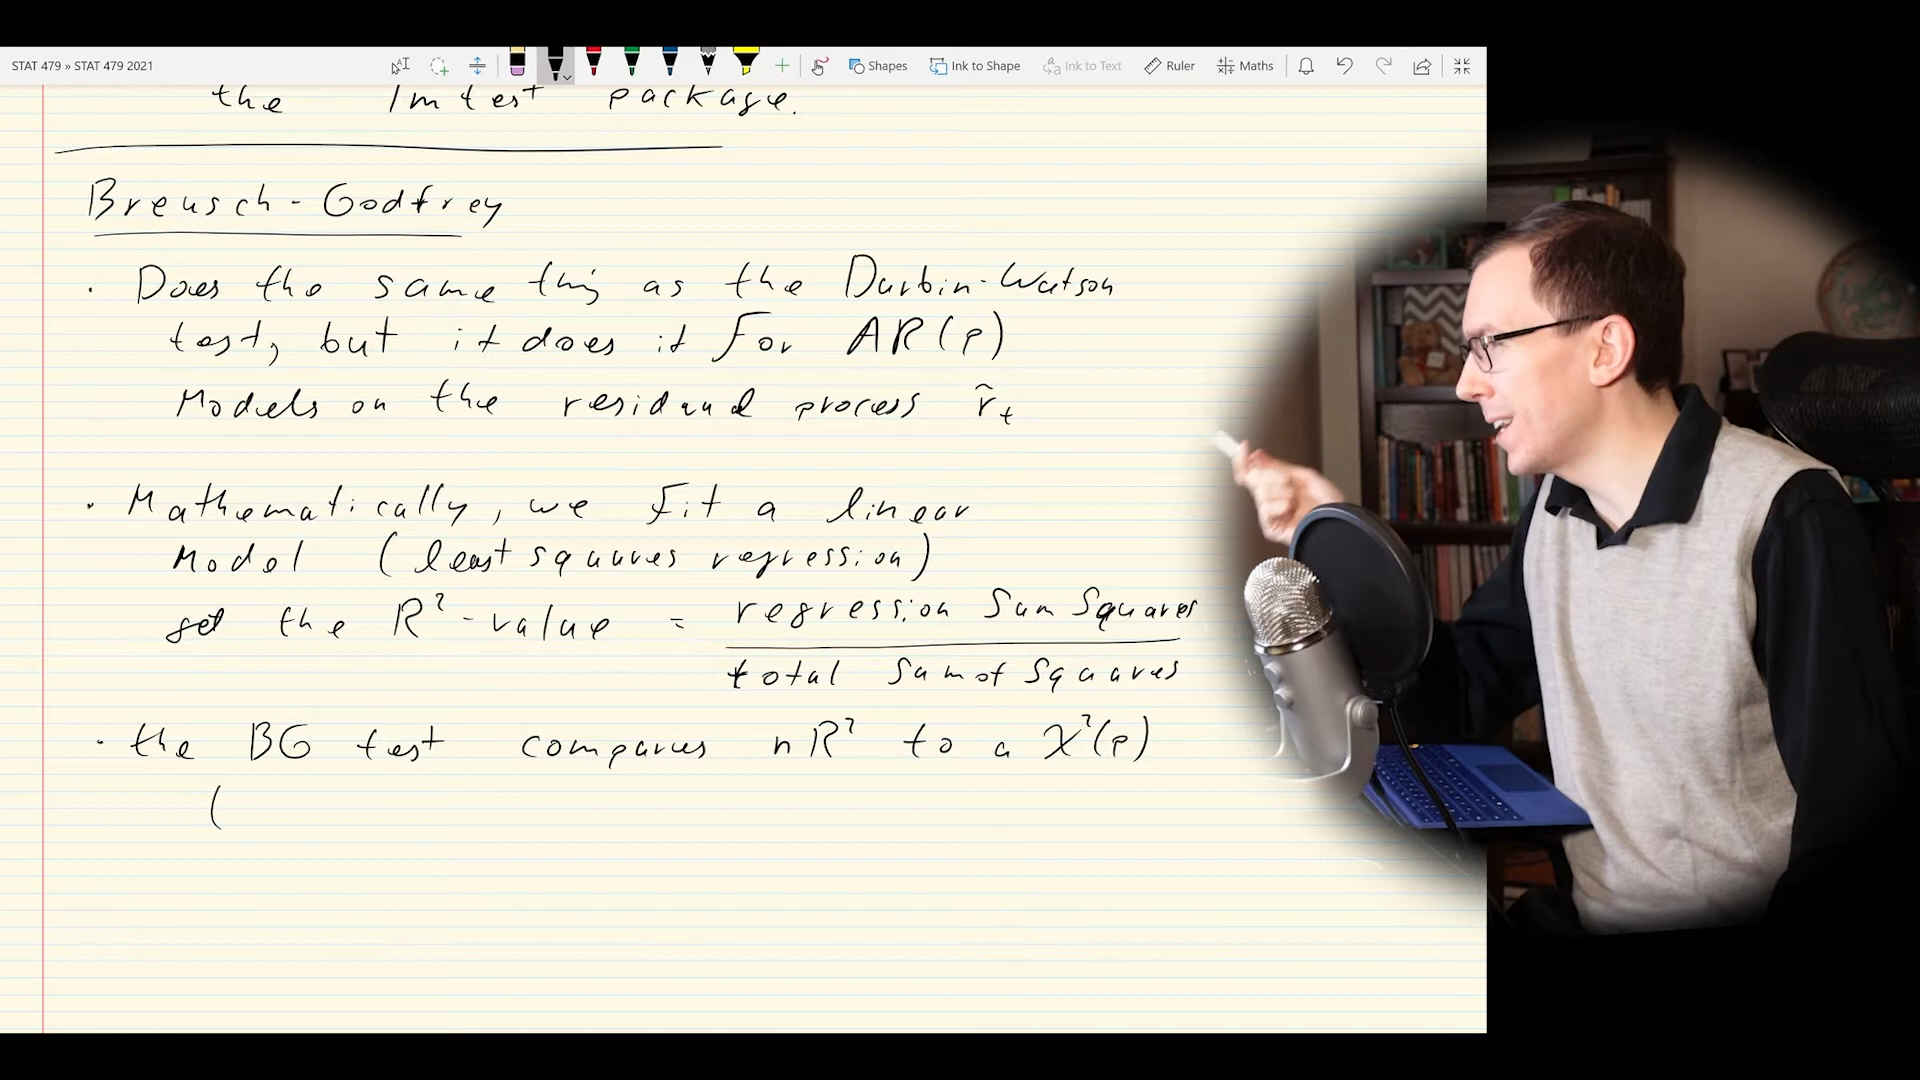 STAT 479 » STAT 479 2021
Shapes
Ink to Shape
Ink to Text
Ruler
Maths
the lmtest package.
Breusch-Godfrey
· Does the same thing as the Durbin-Watson
test, but it does it for AR(p)
Models on the residual process r̂t
· Mathematically, we fit a linear
Model (least squares regression)
get the R²-value = regression Sum Squares
total Sum of Squares
· the BG test compares nR² to a χ²(p)
(